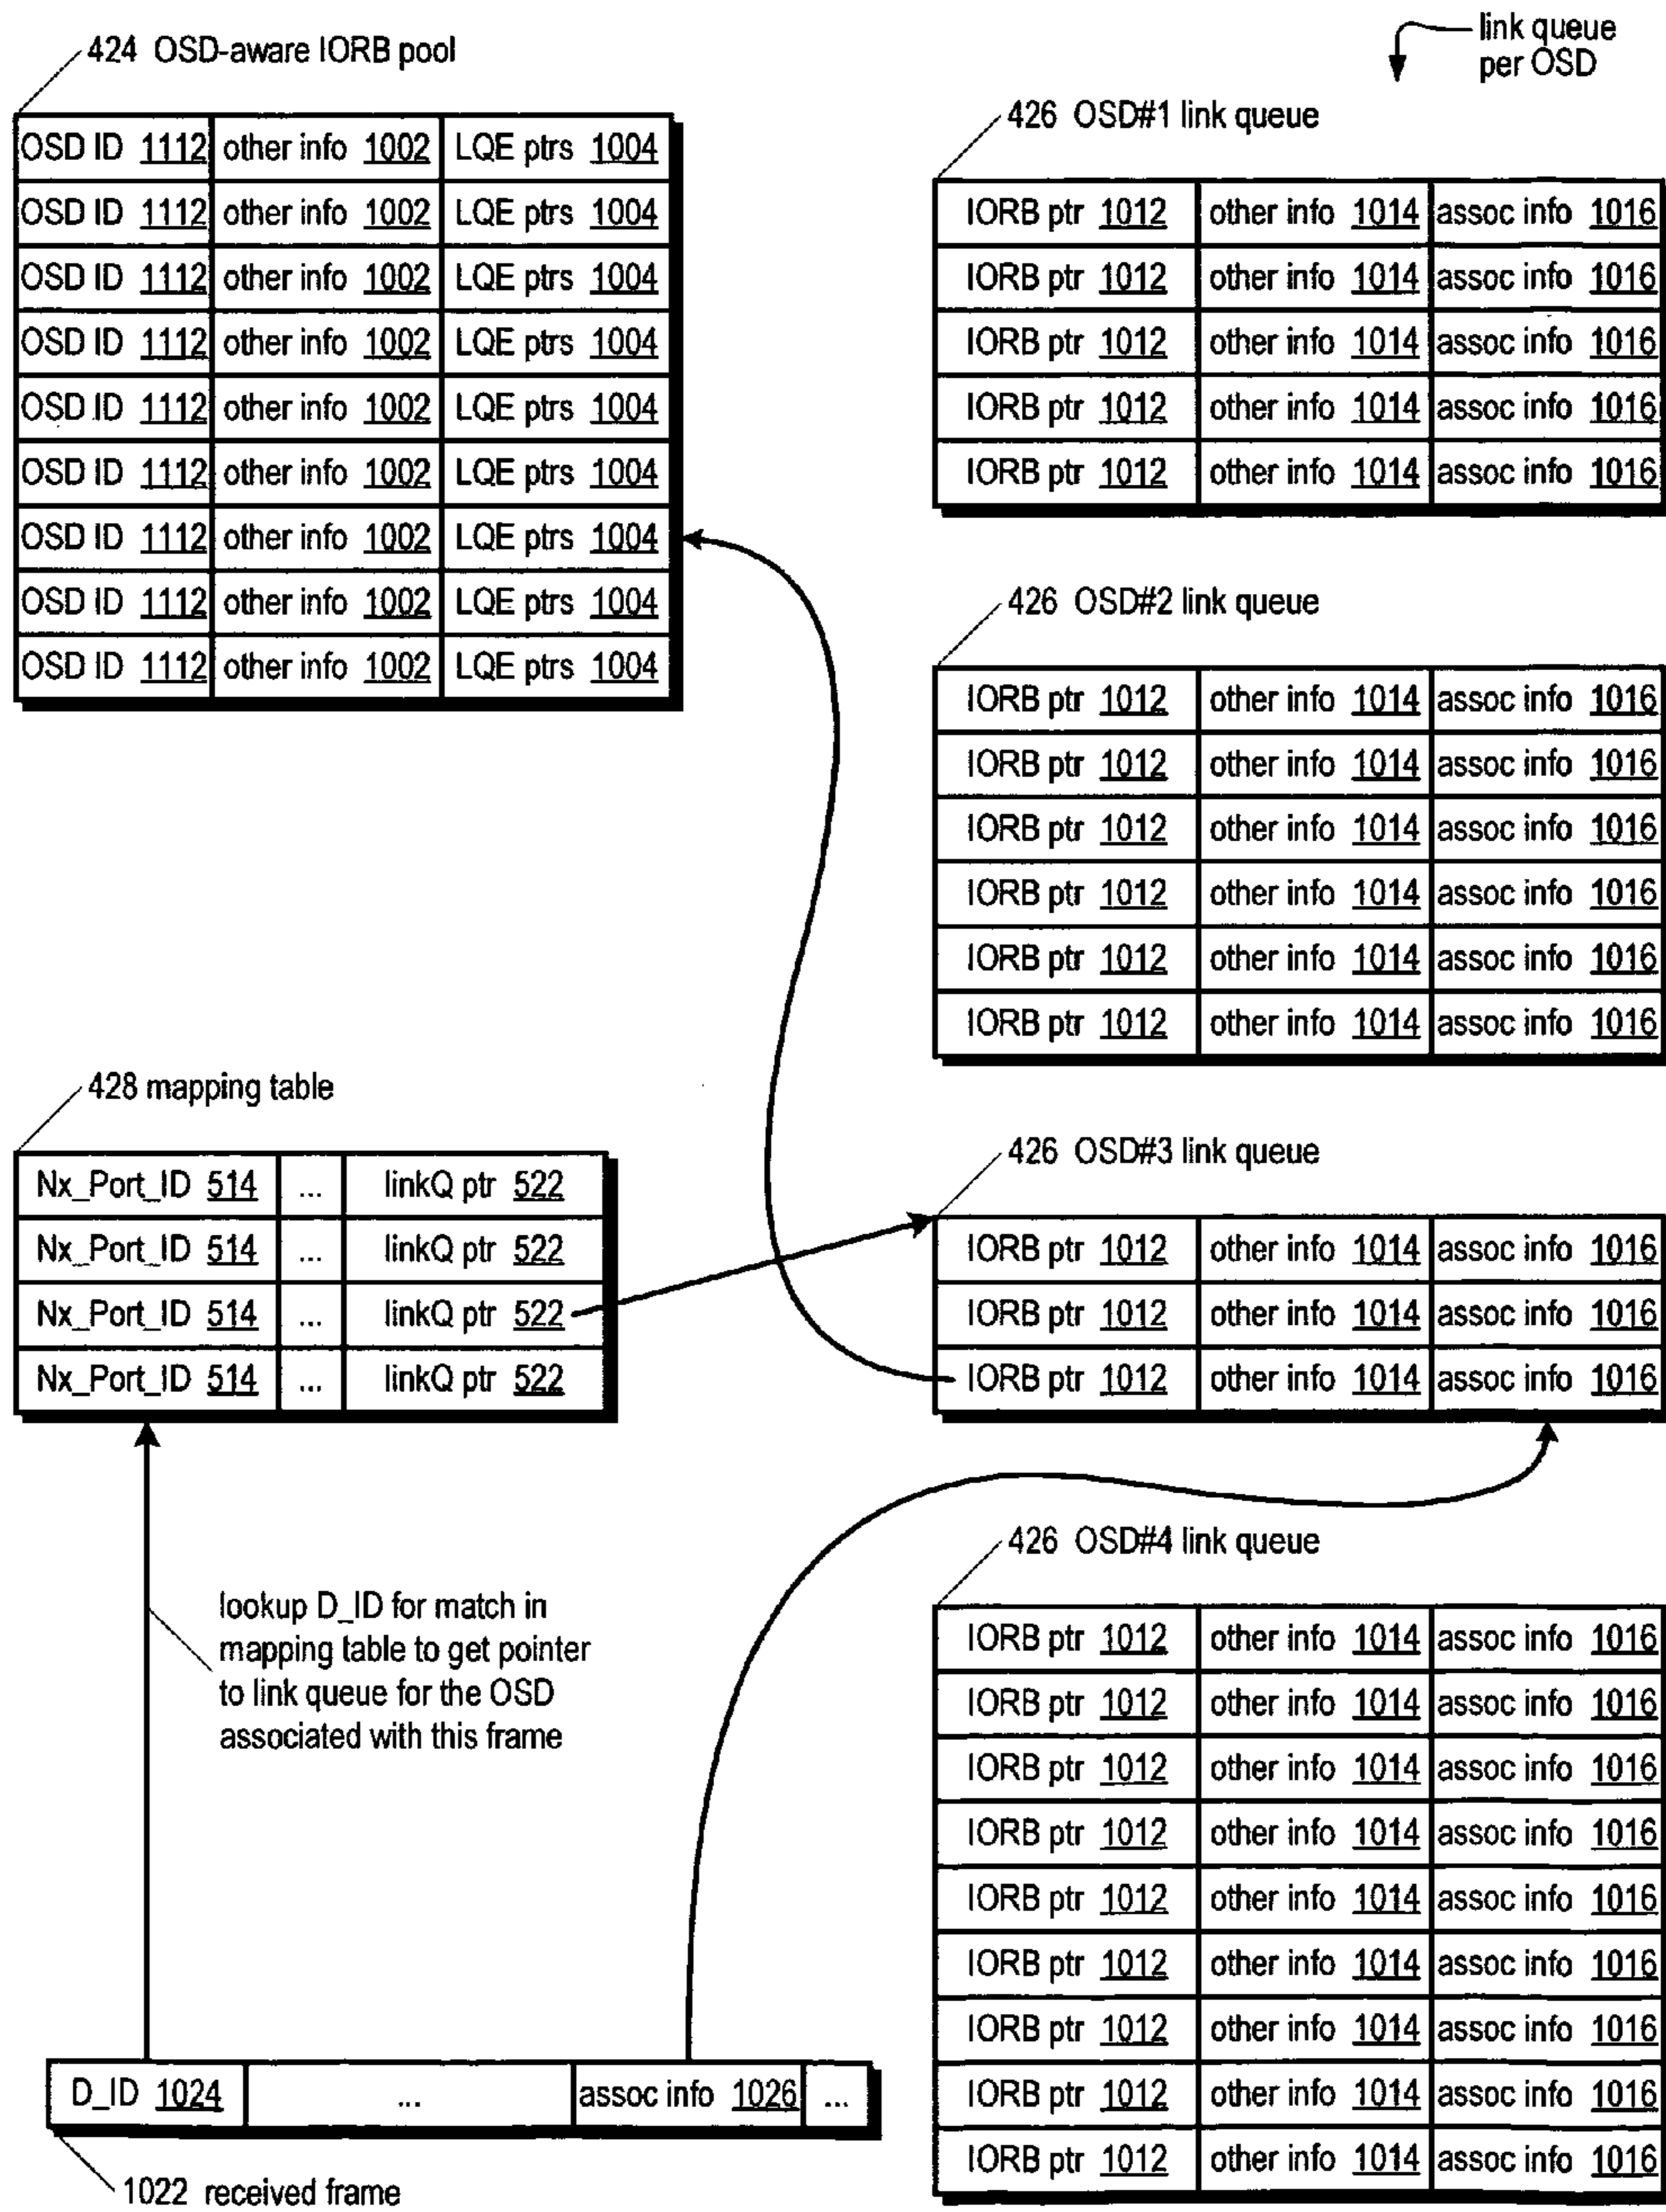 424 OSD-aware IORB pool
OSD ID 1112 other info 1002 LQE ptrs 1004
OSD ID 1112 other info 1002 LQE ptrs 1004
OSD ID 1112 other info 1002 LQE ptrs 1004
OSD ID 1112 other info 1002 LQE ptrs 1004
OSD ID 1112 other info 1002 LQE ptrs 1004
OSD ID 1112 other info 1002 LQE ptrs 1004
OSD ID 1112 other info 1002 LQE ptrs 1004
OSD ID 1112 other info 1002 LQE ptrs 1004
OSD ID 1112 other info 1002 LQE ptrs 1004
link queue
per OSD
426 OSD#1 link queue
IORB ptr 1012 other info 1014 assoc info 1016
IORB ptr 1012 other info 1014 assoc info 1016
IORB ptr 1012 other info 1014 assoc info 1016
IORB ptr 1012 other info 1014 assoc info 1016
IORB ptr 1012 other info 1014 assoc info 1016
426 OSD#2 link queue
IORB ptr 1012 other info 1014 assoc info 1016
IORB ptr 1012 other info 1014 assoc info 1016
IORB ptr 1012 other info 1014 assoc info 1016
IORB ptr 1012 other info 1014 assoc info 1016
IORB ptr 1012 other info 1014 assoc info 1016
IORB ptr 1012 other info 1014 assoc info 1016
428 mapping table
Nx_Port_ID 514 ... linkQ ptr 522
Nx_Port_ID 514 ... linkQ ptr 522
Nx_Port_ID 514 ... linkQ ptr 522
Nx_Port_ID 514 ... linkQ ptr 522
426 OSD#3 link queue
IORB ptr 1012 other info 1014 assoc info 1016
IORB ptr 1012 other info 1014 assoc info 1016
IORB ptr 1012 other info 1014 assoc info 1016
lookup D_ID for match in
mapping table to get pointer
to link queue for the OSD
associated with this frame
426 OSD#4 link queue
IORB ptr 1012 other info 1014 assoc info 1016
IORB ptr 1012 other info 1014 assoc info 1016
IORB ptr 1012 other info 1014 assoc info 1016
IORB ptr 1012 other info 1014 assoc info 1016
IORB ptr 1012 other info 1014 assoc info 1016
IORB ptr 1012 other info 1014 assoc info 1016
IORB ptr 1012 other info 1014 assoc info 1016
IORB ptr 1012 other info 1014 assoc info 1016
IORB ptr 1012 other info 1014 assoc info 1016
D_ID 1024 ... assoc info 1026 ...
1022 received frame